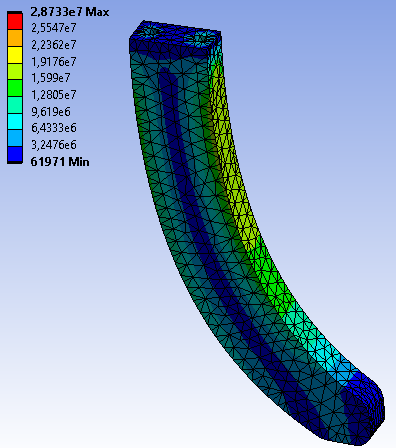 2,8733e7 Max
2,5547e7
2,2362e7
1,9176e7
1,599e7
1,2805e7
9,619e6
6,4333e6
3,2476e6
61971 Min